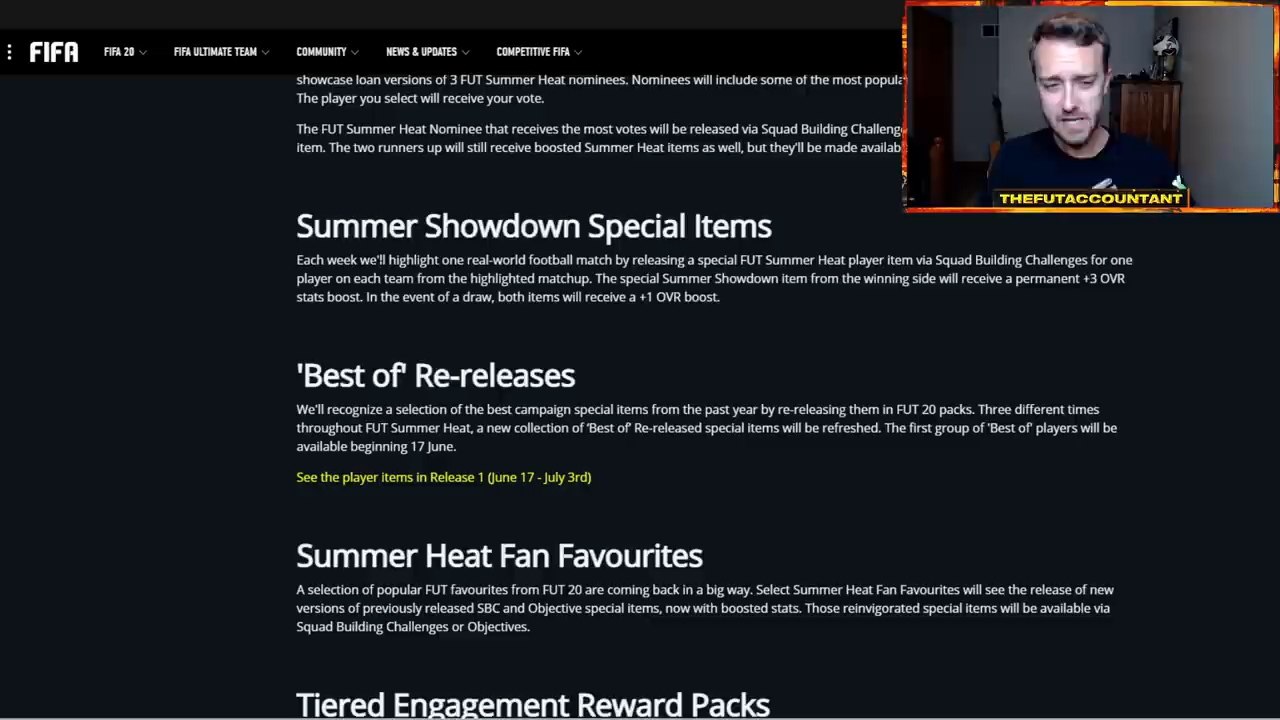 FIFA
FIFA 20
FIFA ULTIMATE TEAM
COMMUNITY
NEWS & UPDATES
COMPETITIVE FIFA
showcase loan versions of 3 FUT Summer Heat nominees. Nominees will include some of the most popula
The player you select will receive your vote.
The FUT Summer Heat Nominee that receives the most votes will be released via Squad Building Challeng
item. The two runners up will still receive boosted Summer Heat items as well, but they'll be made availab
THEFUTACCOUNTANT
Summer Showdown Special Items
Each week we'll highlight one real-world football match by releasing a special FUT Summer Heat player item via Squad Building Challenges for one
player on each team from the highlighted matchup. The special Summer Showdown item from the winning side will receive a permanent +3 OVR
stats boost. In the event of a draw, both items will receive a +1 OVR boost.
'Best of' Re-releases
We'll recognize a selection of the best campaign special items from the past year by re-releasing them in FUT 20 packs. Three different times
throughout FUT Summer Heat, a new collection of 'Best of' Re-released special items will be refreshed. The first group of 'Best of' players will be
available beginning 17 June.
See the player items in Release 1 (June 17 - July 3rd)
Summer Heat Fan Favourites
A selection of popular FUT favourites from FUT 20 are coming back in a big way. Select Summer Heat Fan Favourites will see the release of new
versions of previously released SBC and Objective special items, now with boosted stats. Those reinvigorated special items will be available via
Squad Building Challenges or Objectives.
Tiered Engagement Reward Packs